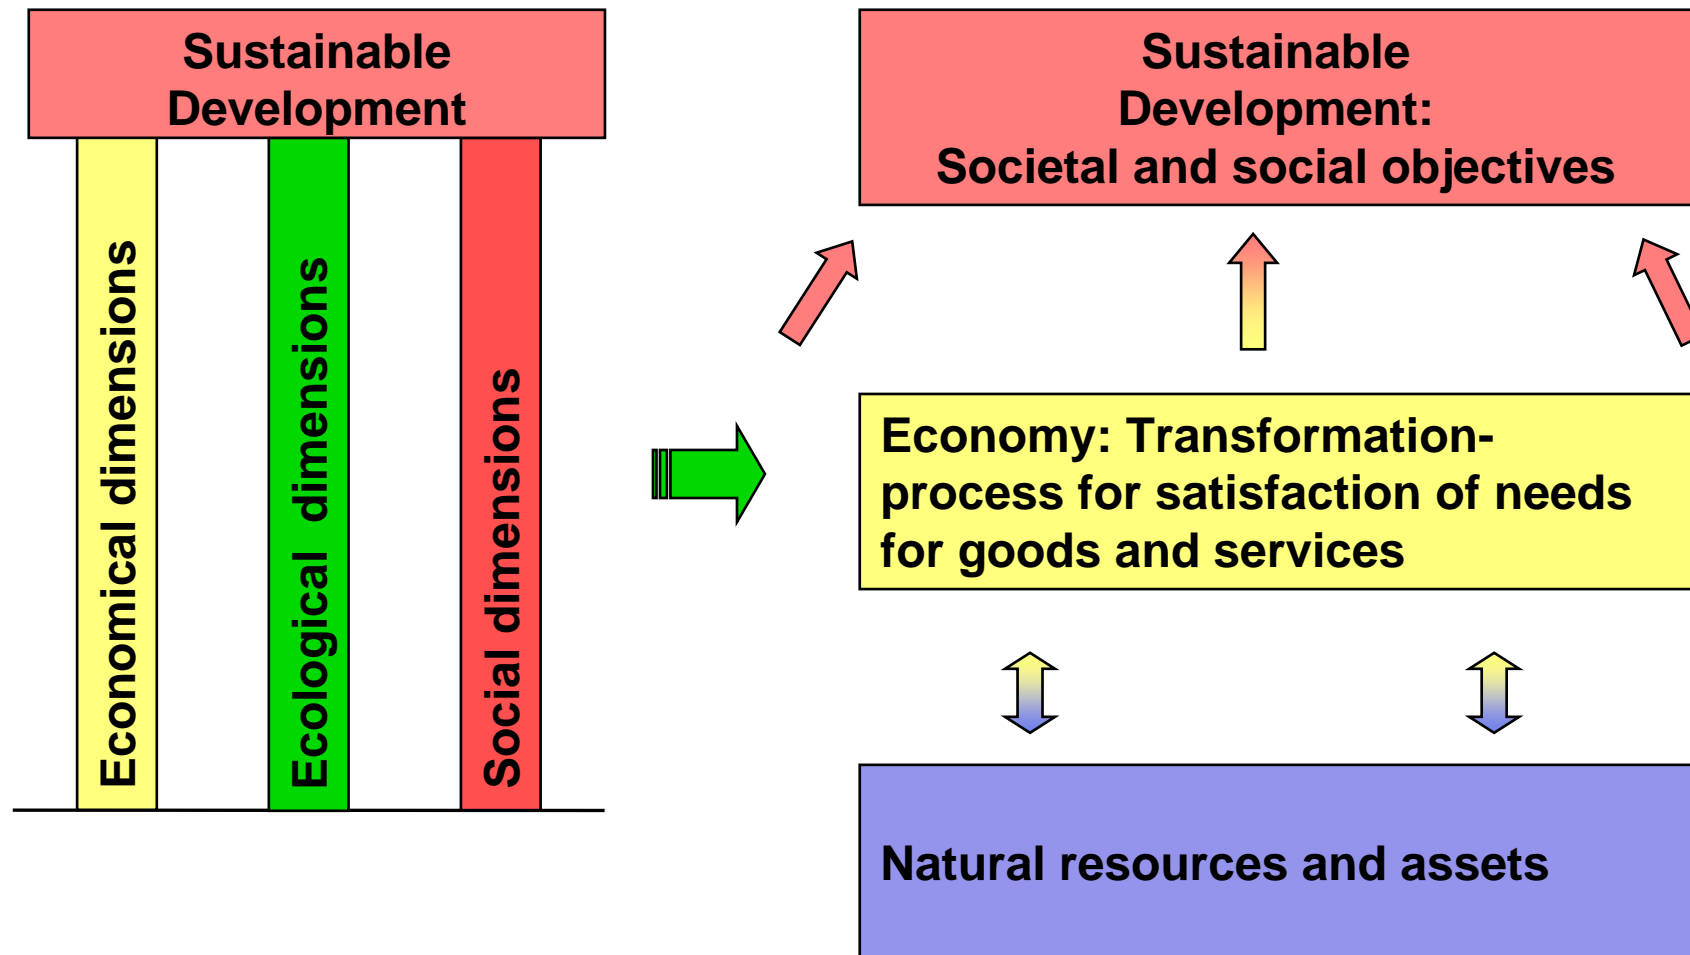 Sustainable
Development
Economical dimensions
Ecological  dimensions
Social dimensions
Sustainable
Development:
Societal and social objectives
Economy: Transformation-
process for satisfaction of needs
for goods and services
Natural resources and assets